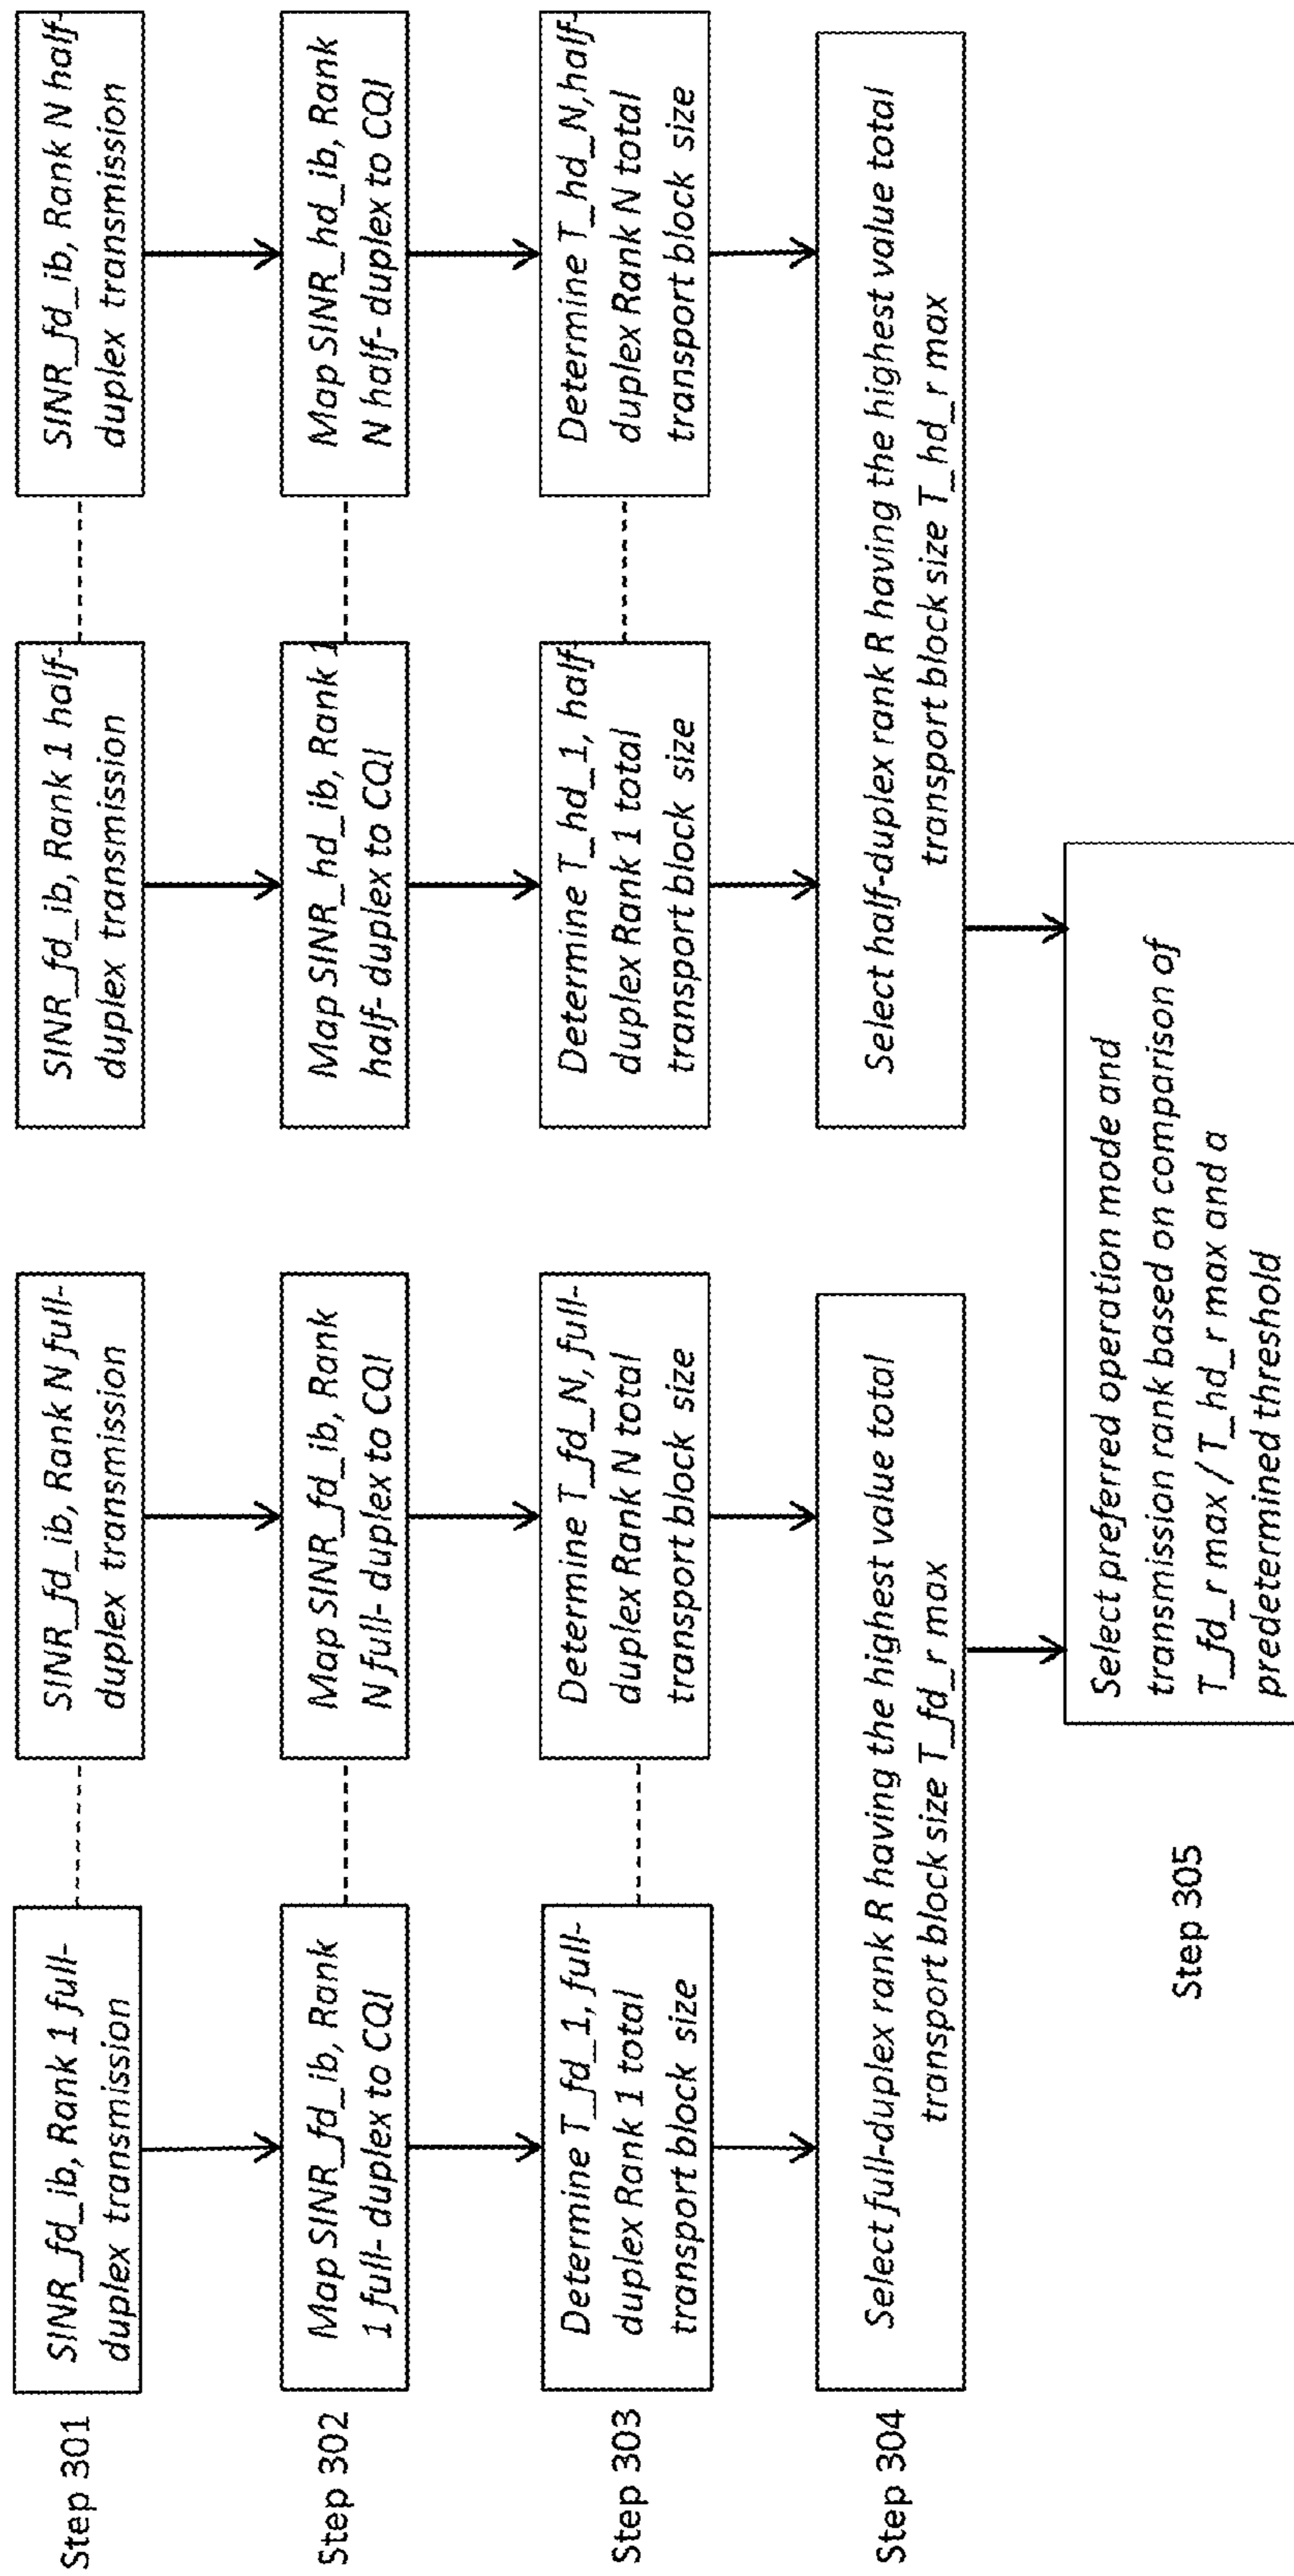 Step 301
SINR_fd_ib, Rank 1 full-
duplex transmission
SINR_fd_ib, Rank N full-
duplex transmission
SINR_fd_ib, Rank 1 half-
duplex transmission
SINR_fd_ib, Rank N half-
duplex transmission
Step 302
Map SINR_fd_ib, Rank
1 full- duplex to CQI
Map SINR_fd_ib, Rank
N full- duplex to CQI
Map SINR_hd_ib, Rank 1
half- duplex to CQI
Map SINR_hd_ib, Rank
N half- duplex to CQI
Step 303
Determine T_fd_1, full-
duplex Rank 1 total
transport block size
Determine T_fd_N, full-
duplex Rank N total
transport block size
Determine T_hd_1, half-
duplex Rank 1 total
transport block size
Determine T_hd_N,half-
duplex Rank N total
transport block size
Step 304
Select full-duplex rank R having the highest value total
transport block size T_fd_r max
Select half-duplex rank R having the highest value total
transport block size T_hd_r max
Step 305
Select preferred operation mode and
transmission rank based on comparison of
T_fd_r max / T_hd_r max and a
predetermined threshold